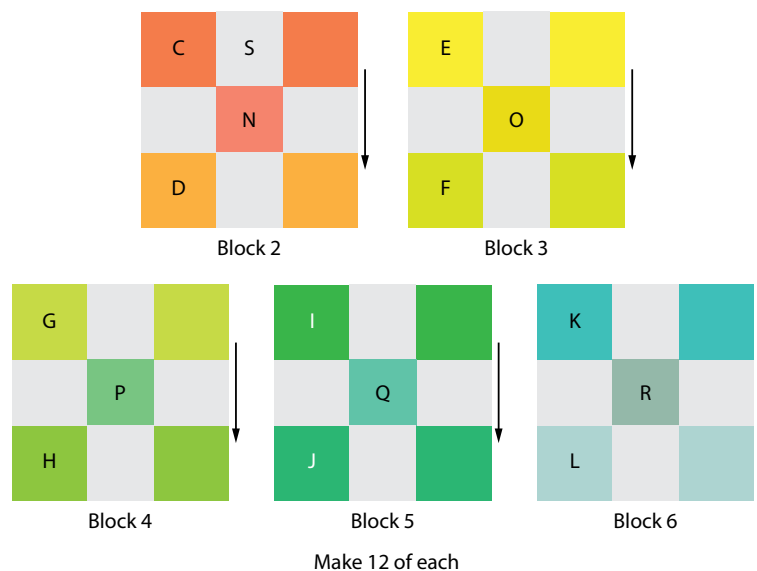 C S E
N O
D F
Block 2 Block 3
G I K
P Q R
H J L
Block 4 Block 5 Block 6
Make 12 of each